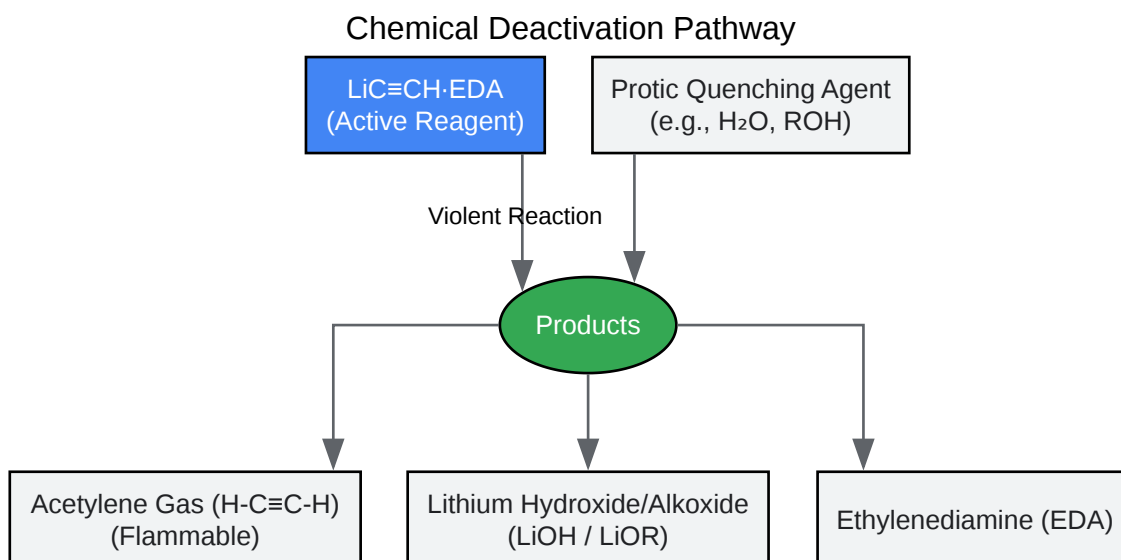 Chemical Deactivation Pathway
LiC≡CH·EDA
(Active Reagent)
Protic Quenching Agent
(e.g., H₂O, ROH)
Violent Reaction
Products
Acetylene Gas (H-C≡C-H)
(Flammable)
Lithium Hydroxide/Alkoxide
(LiOH / LiOR)
Ethylenediamine (EDA)